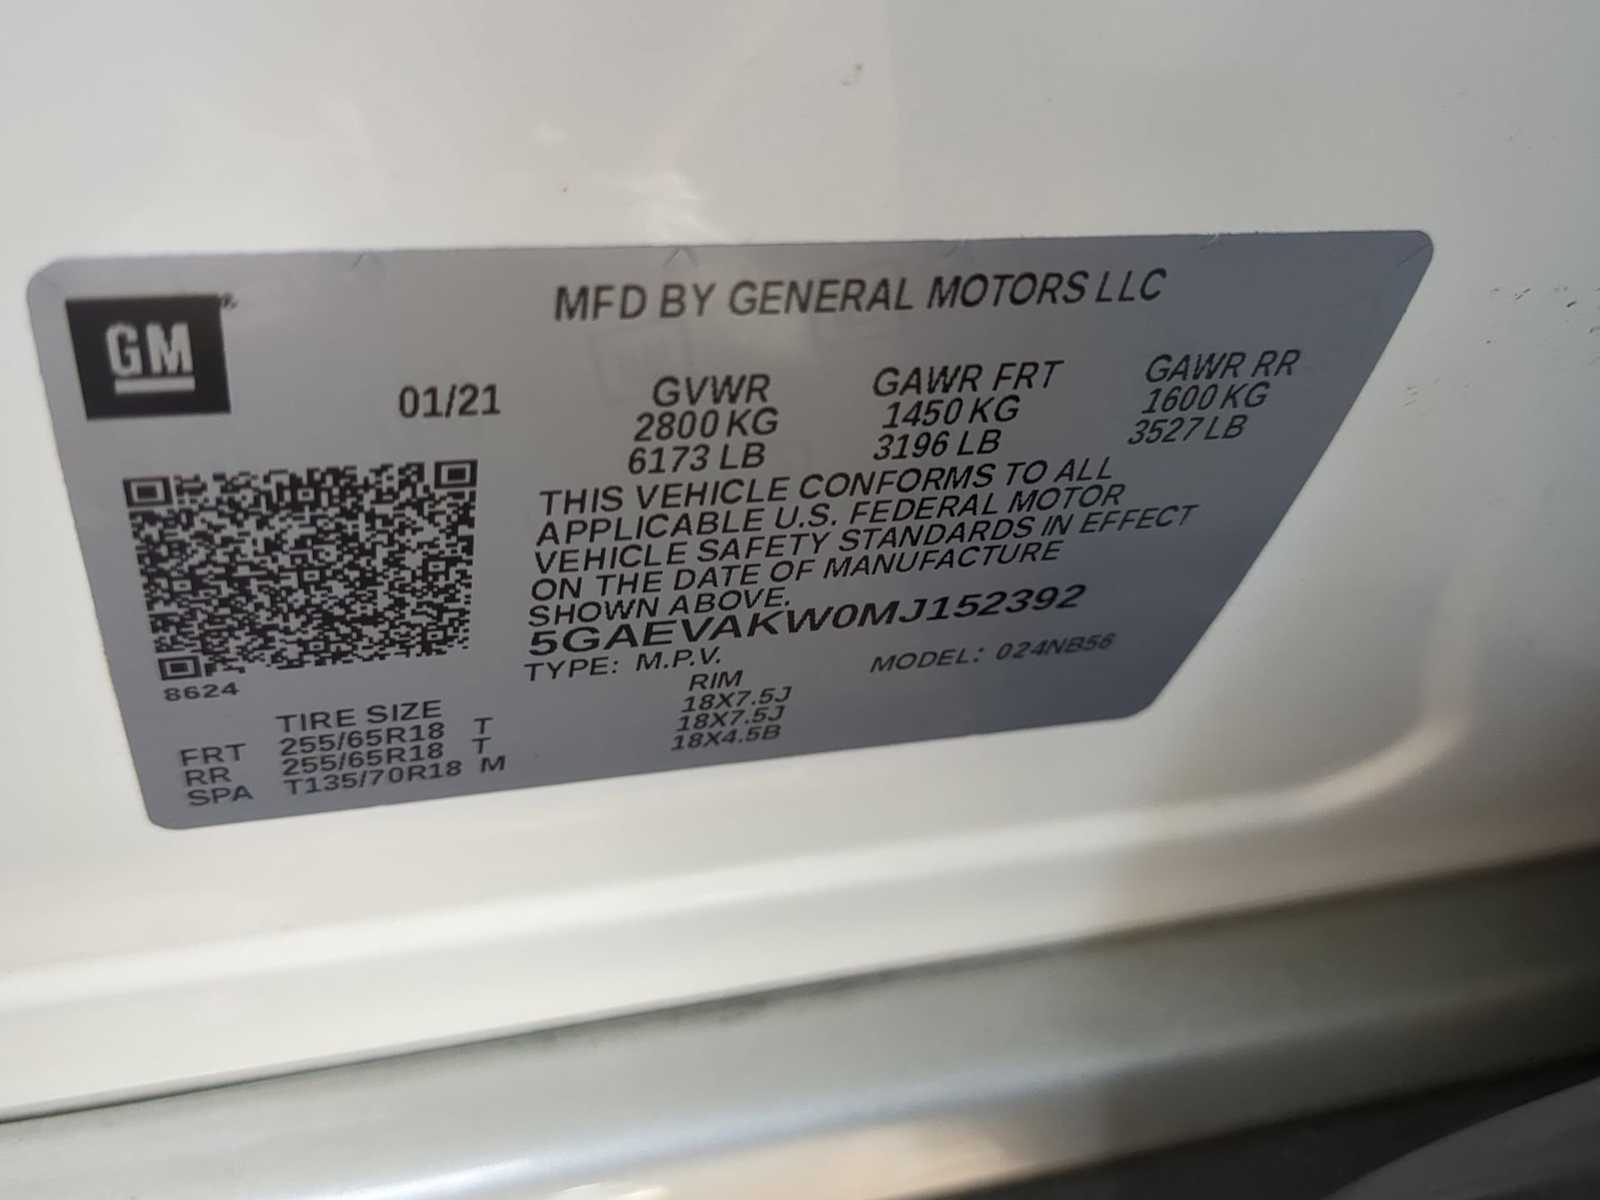 GM
MFD BY GENERAL MOTORS LLC
01/21
GVWR
2800 KG
6173 LB
GAWR FRT
1450 KG
3196 LB
GAWR RR
1600 KG
3527 LB
THIS VEHICLE CONFORMS TO ALL
APPLICABLE U.S. FEDERAL MOTOR
VEHICLE SAFETY STANDARDS IN EFFECT
ON THE DATE OF MANUFACTURE
SHOWN ABOVE.
5GAEVAKW0MJ152392
TYPE: M.P.V. MODEL: 024NB56
8624
TIRE SIZE RIM
FRT 255/65R18 T 18X7.5J
RR 255/65R18 T 18X7.5J
SPA T135/70R18 M 18X4.5B